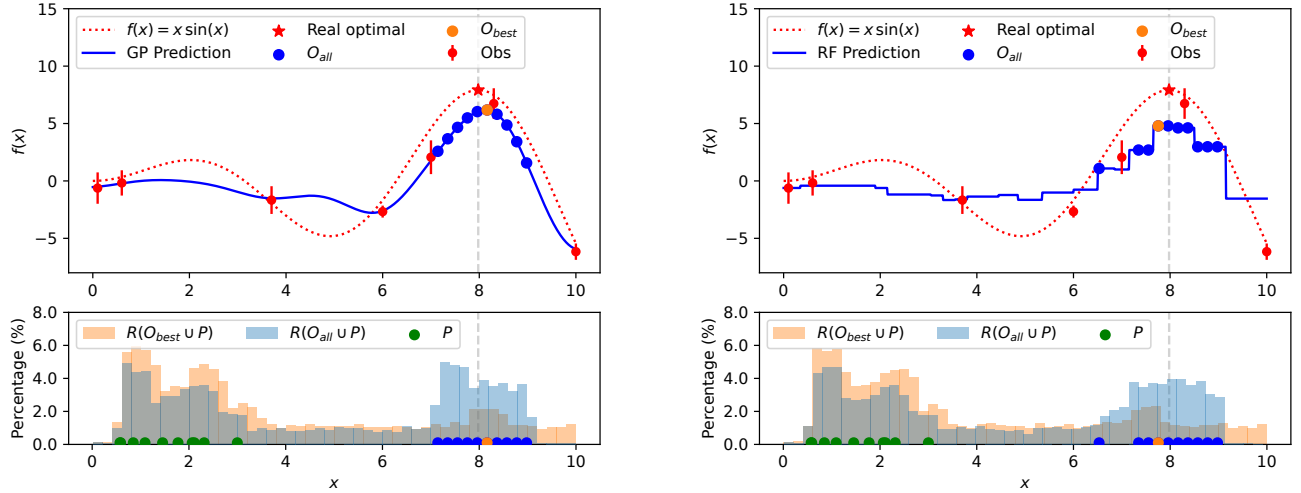 15
10
5
0
−5
f(x)
f(x) = x sin(x)
GP Prediction
Real optimal
O_all
O_best
Obs
0 2 4 6 8 10
8.0
6.0
4.0
2.0
0.0
Percentage (%)
R(O_best ∪ P)
R(O_all ∪ P)
P
0 2 4 6 8 10
x
15
10
5
0
−5
f(x)
f(x) = x sin(x)
RF Prediction
Real optimal
O_all
O_best
Obs
0 2 4 6 8 10
8.0
6.0
4.0
2.0
0.0
Percentage (%)
R(O_best ∪ P)
R(O_all ∪ P)
P
0 2 4 6 8 10
x